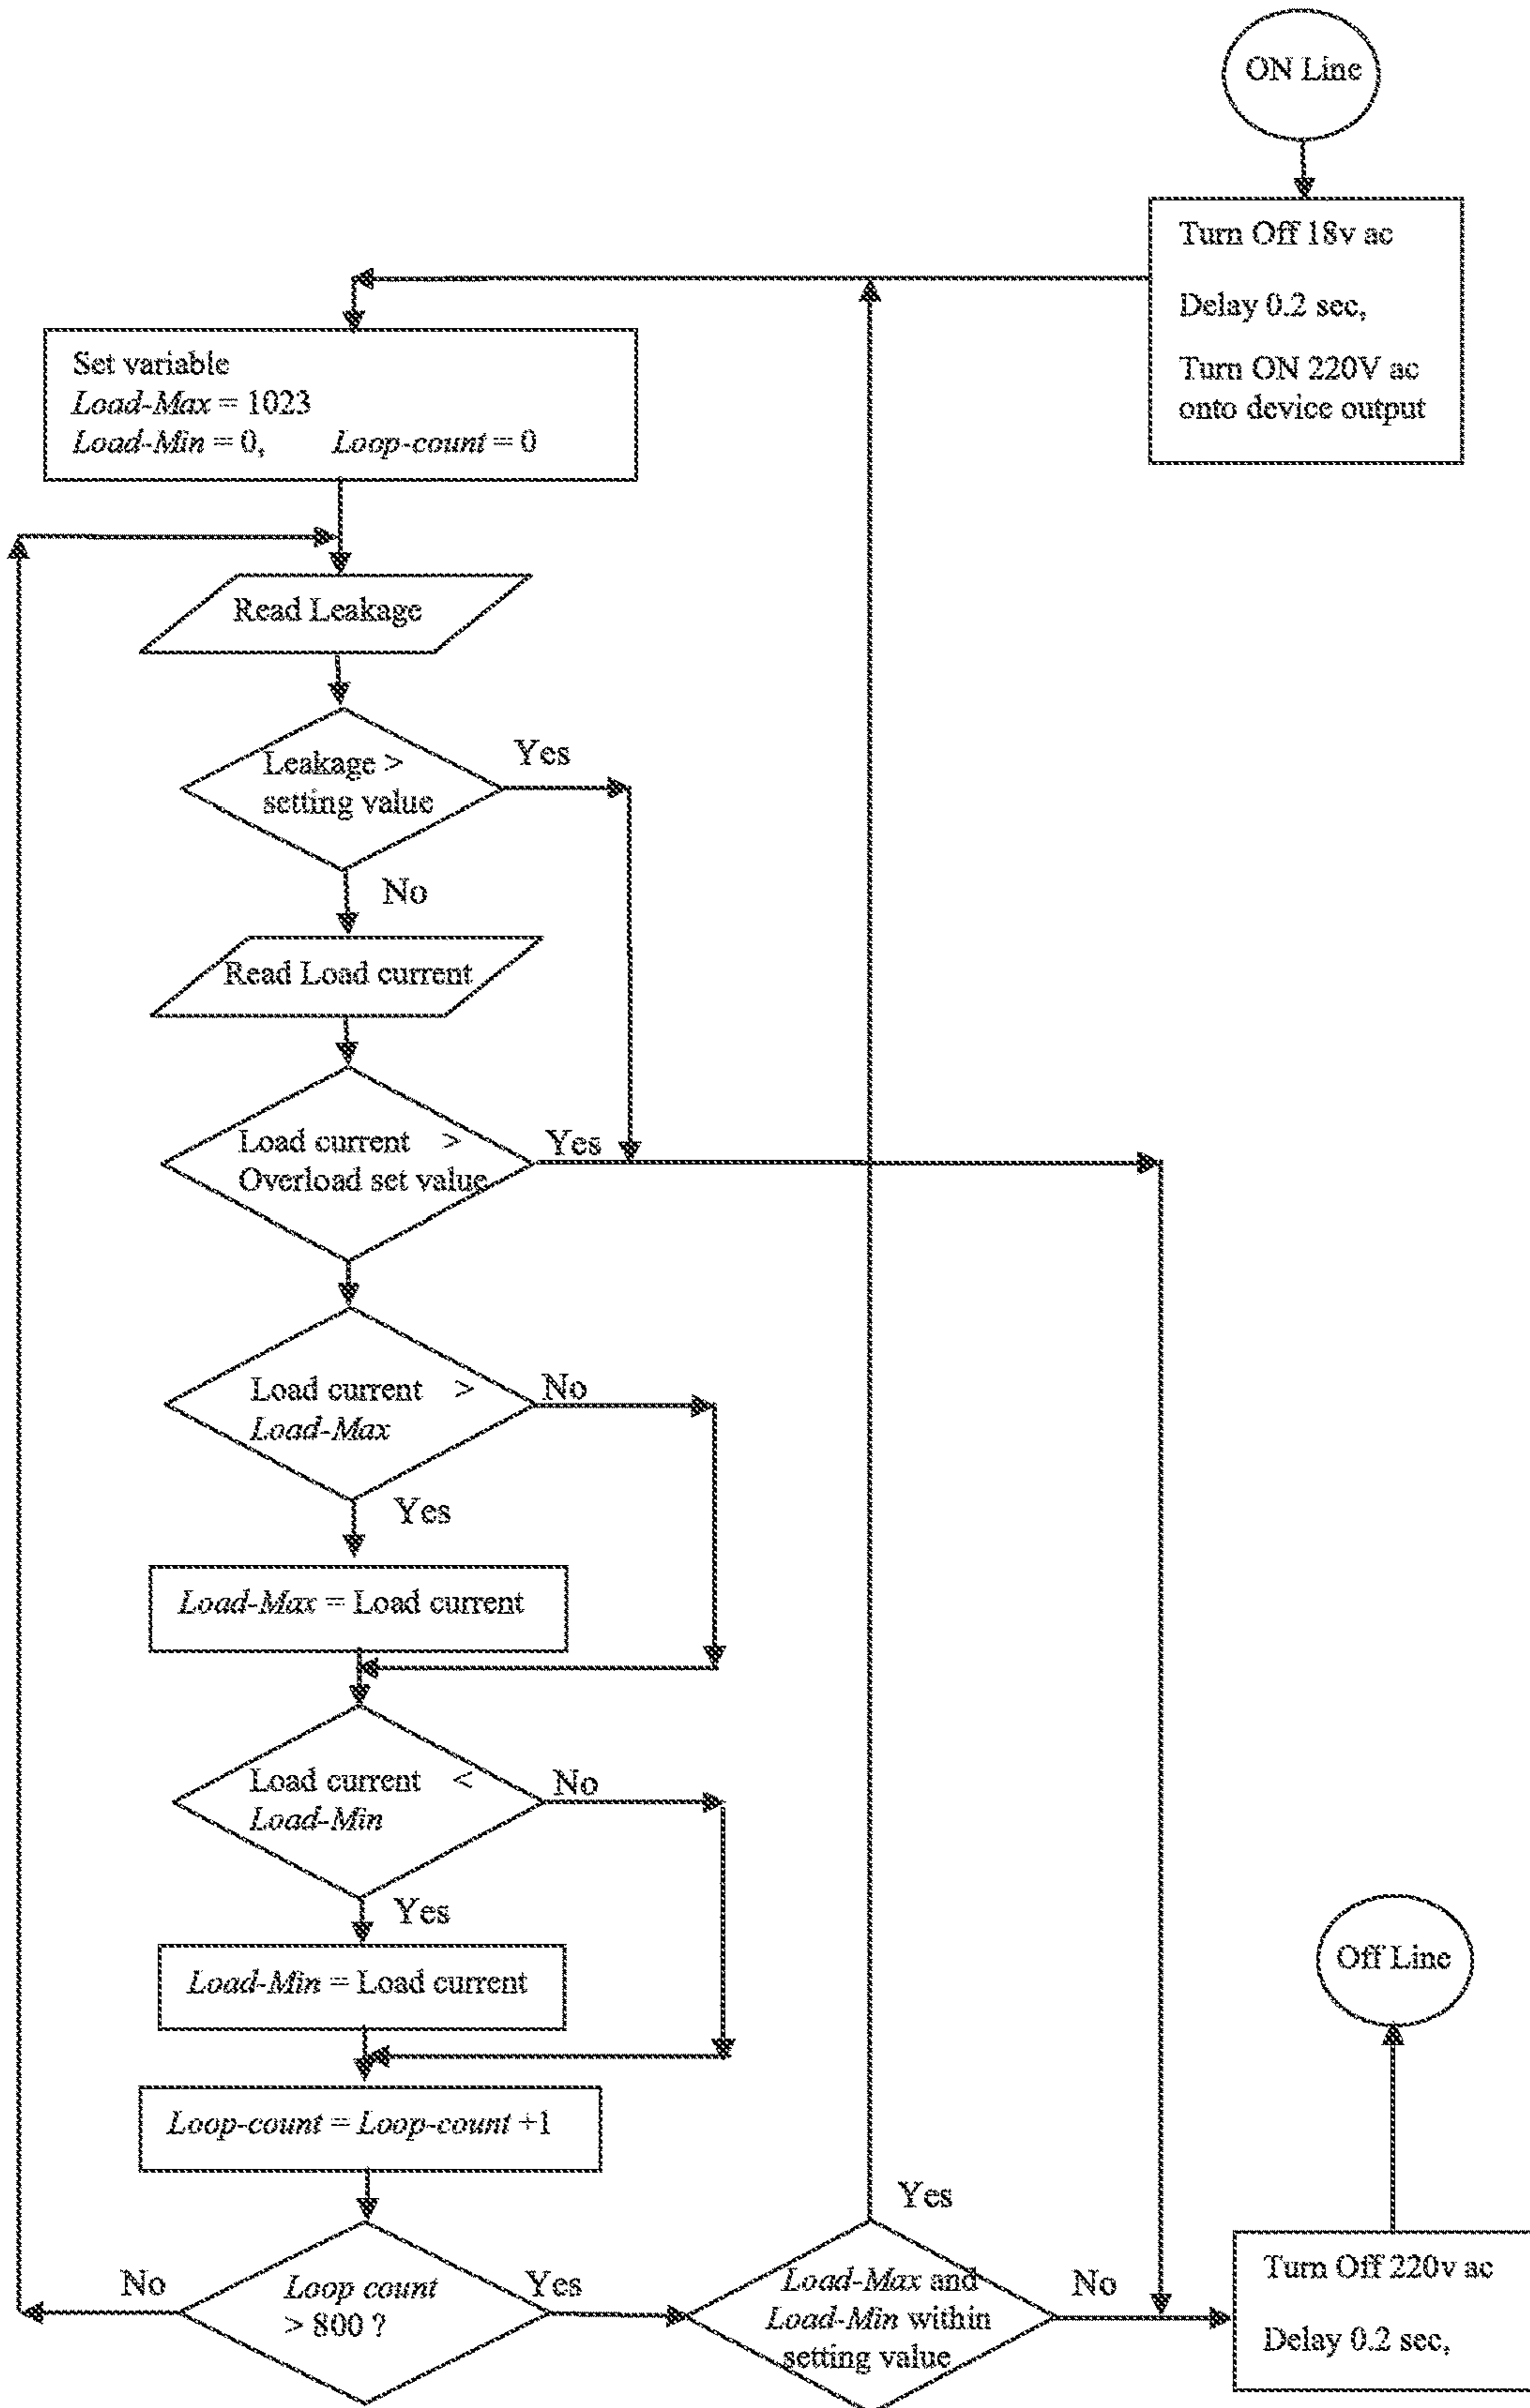 ON Line
Turn Off 18v ac
Delay 0.2 sec,
Turn ON 220V ac
onto device output
Set variable
Load-Max = 1023
Load-Min = 0, Loop-count = 0
Read Leakage
Leakage >
setting value
Yes
No
Read Load current
Load current >
Overload set value
Yes
Load current >
Load-Max
No
Yes
Load-Max = Load current
Load current <
Load-Min
No
Yes
Load-Min = Load current
Loop-count = Loop-count +1
Loop count
> 800 ?
No
Yes
Load-Max and
Load-Min within
setting value
Yes
No
Turn Off 220v ac
Delay 0.2 sec,
Off Line